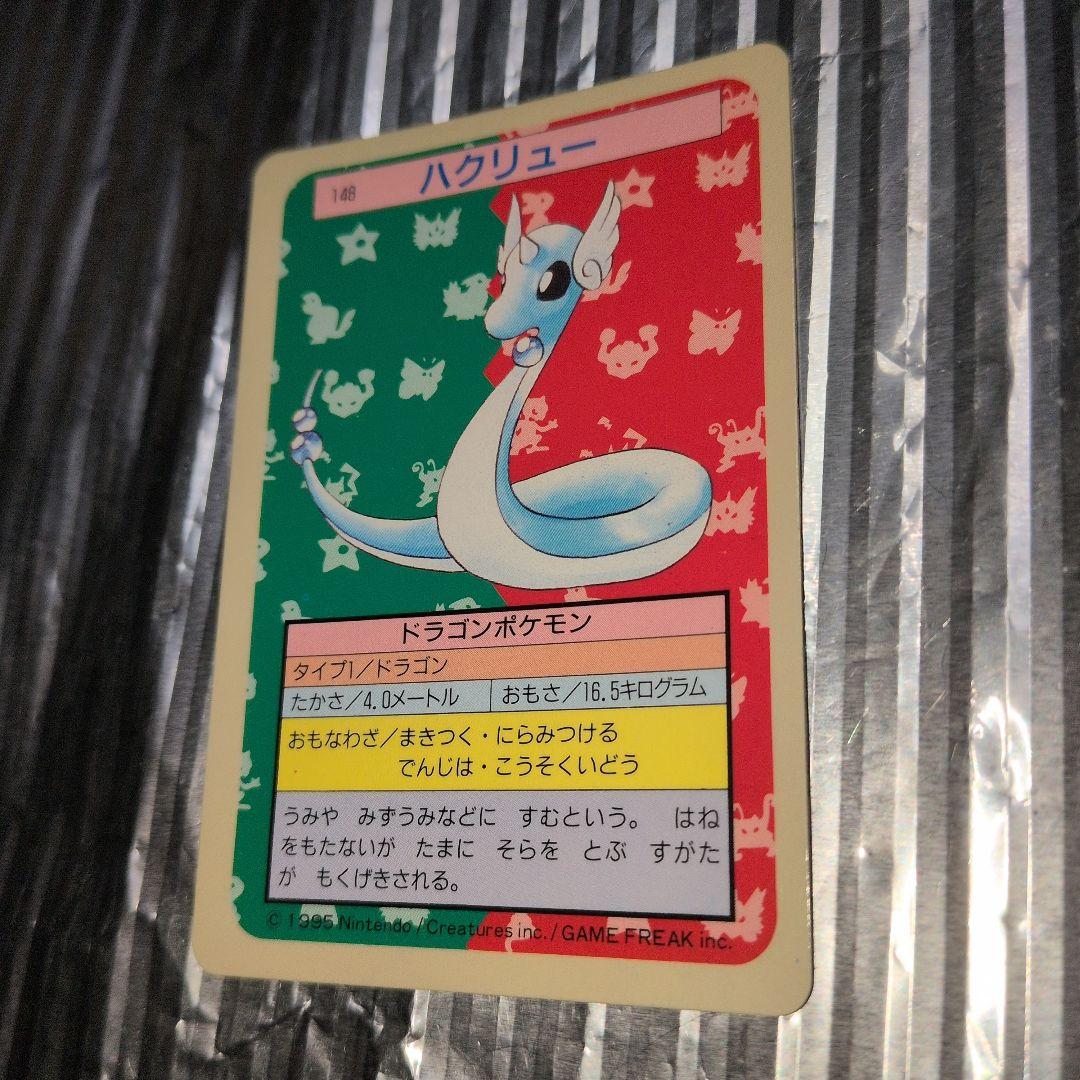 148 ハクリュー
ドラゴンポケモン
タイプ1/ドラゴン
たかさ/4.0メートル おもさ/16.5キログラム
おもなわざ/まきつく・にらみつける
でんじは・こうそくいどう
うみや みずうみなどに すむという。 はね
をもたないが たまに そらを とぶ すがた
が もくげきされる。
© 1995 Nintendo / Creatures inc. / GAME FREAK inc.